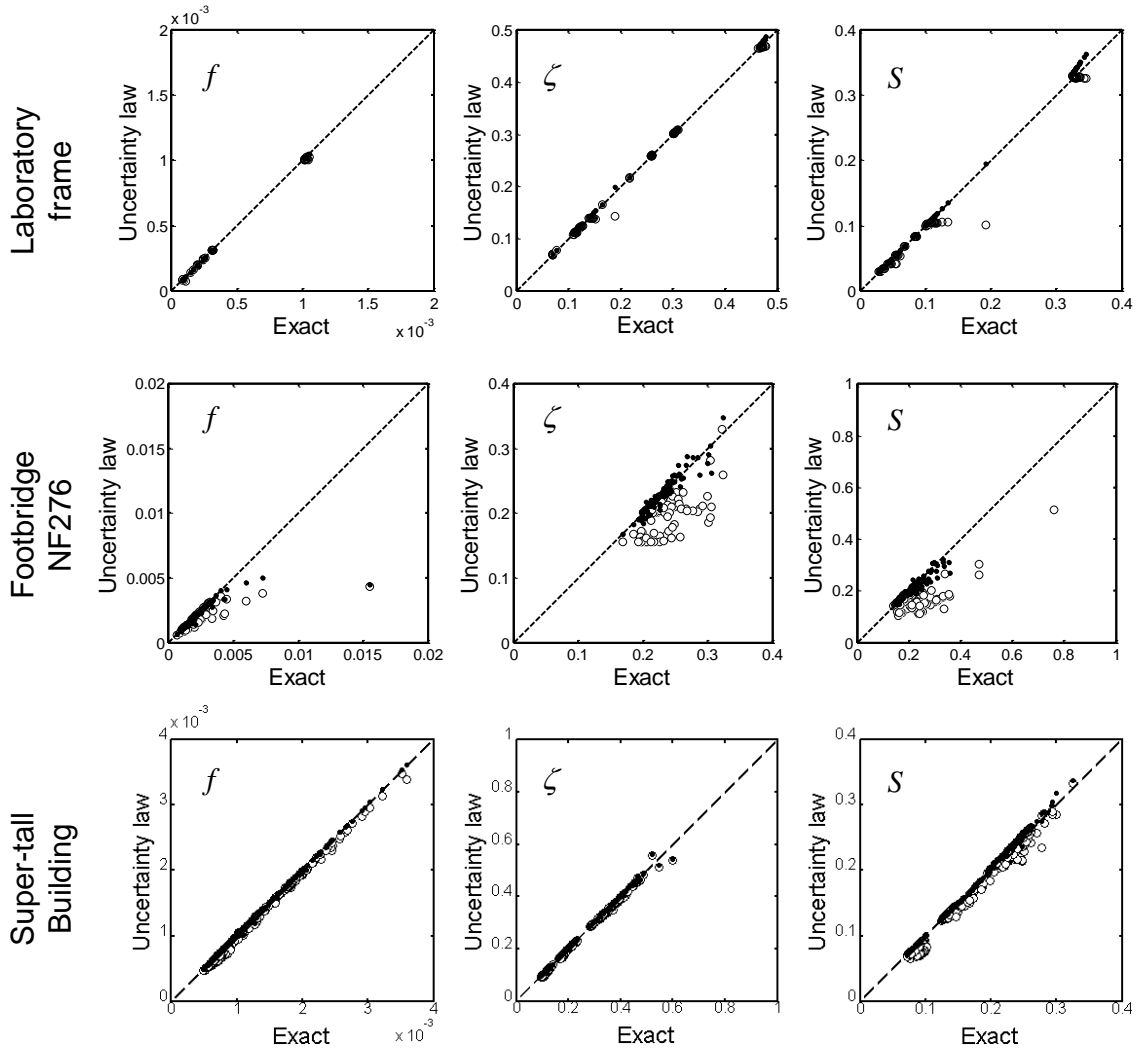 Laboratory
frame
x 10⁻³
2
1.5
1
0.5
0
0.5
1
1.5
2
x 10⁻³
f
Uncertainty law
Exact
0.5
0.4
0.3
0.2
0.1
0
0
0.1
0.2
0.3
0.4
0.5
ζ
Uncertainty law
Exact
0.4
0.3
0.2
0.1
0
0
0.1
0.2
0.3
0.4
S
Uncertainty law
Exact
Footbridge
NF276
0.02
0.015
0.01
0.005
0
0
0.005
0.01
0.015
0.02
f
Uncertainty law
Exact
0.4
0.3
0.2
0.1
0
0
0.1
0.2
0.3
0.4
ζ
Uncertainty law
Exact
1
0.8
0.6
0.4
0.2
0
0
0.2
0.4
0.6
0.8
1
S
Uncertainty law
Exact
Super-tall
Building
x 10⁻³
4
3
2
1
0
0
1
2
3
4
x 10⁻³
f
Uncertainty law
Exact
1
0.8
0.6
0.4
0.2
0
0
0.2
0.4
0.6
0.8
1
ζ
Uncertainty law
Exact
0.4
0.3
0.2
0.1
0
0
0.1
0.2
0.3
0.4
S
Uncertainty law
Exact